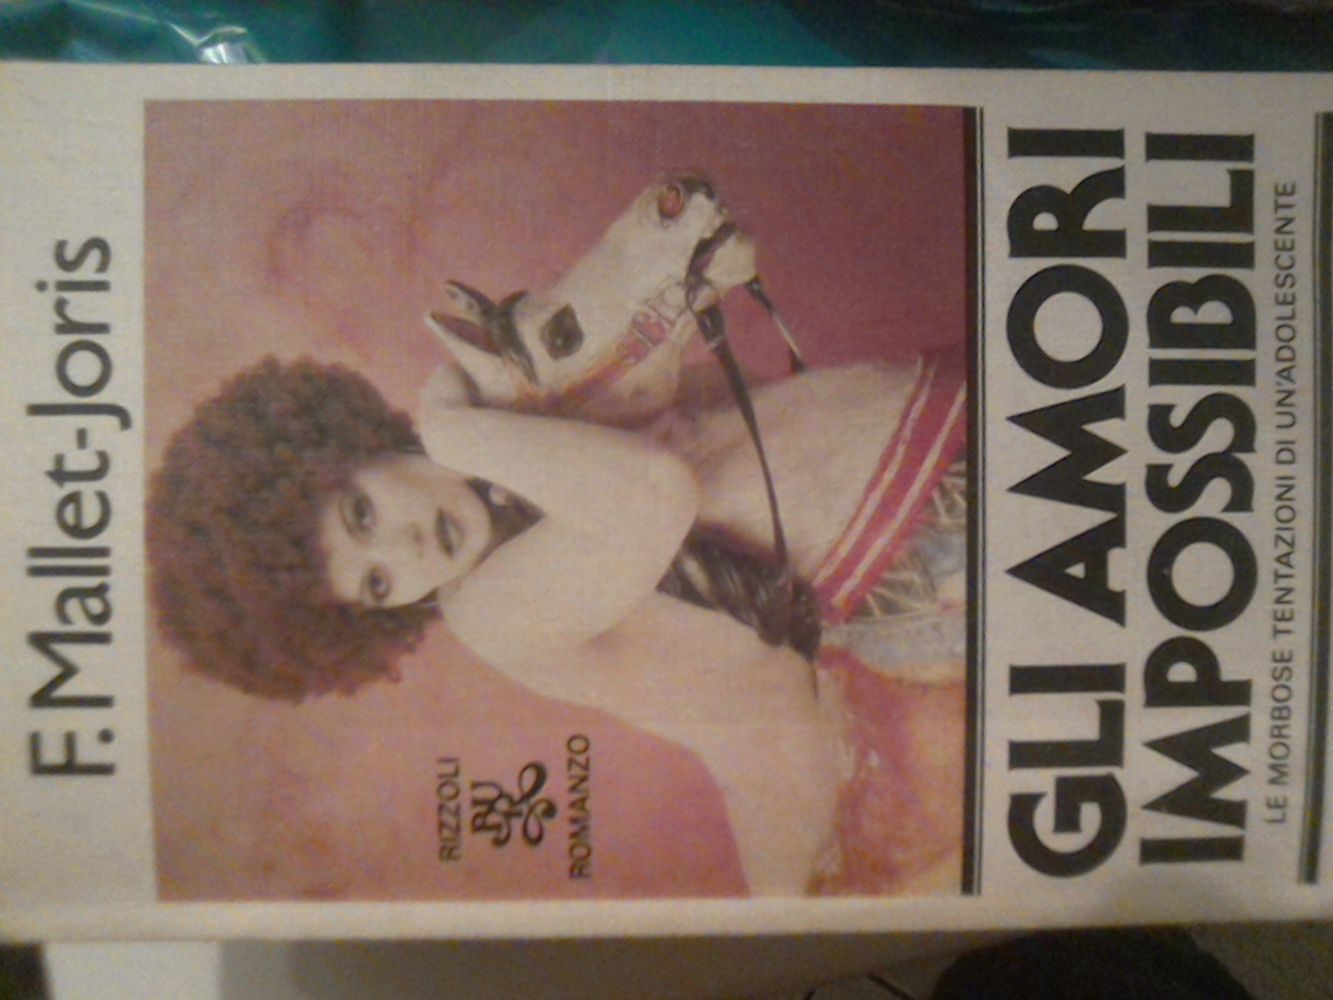 F. Mallet-Joris
RIZZOLI
BUR
ROMANZO
GLI AMORI
IMPOSSIBILI
LE MORBOSE TENTAZIONI DI UN'ADOLESCENTE